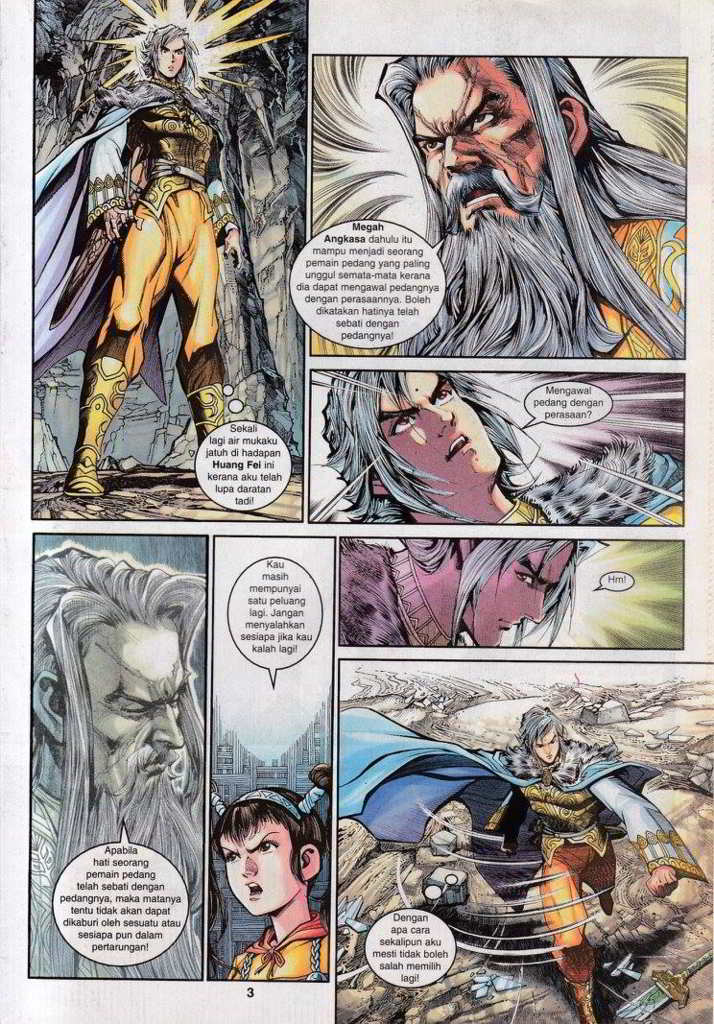 Sekali
lagi air mukaku
jatuh di hadapan
Huang Fei ini
kerana aku telah
lupa daratan
tadi!
Megah
Angkasa dahulu itu
mampu menjadi seorang
pemain pedang yang paling
unggul semata-mata kerana
dia dapat mengawal pedangnya
dengan perasaannya. Boleh
dikatakan hatinya telah
sebati dengan
pedangnya!
Mengawal
pedang dengan
perasaan?
Apabila
hati seorang
pemain pedang
telah sebati dengan
pedangnya, maka matanya
tentu tidak akan dapat
dikaburi oleh sesuatu atau
sesiapa pun dalam
pertarungan!
Kau
masih
mempunyai
satu peluang
lagi. Jangan
menyalahkan
sesiapa jika kau
kalah lagi!
Hm!
Dengan
apa cara
sekalipun aku
mesti tidak boleh
salah memilih
lagi!
3